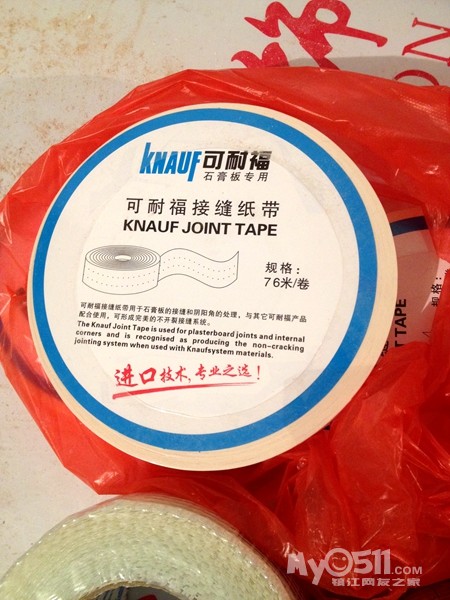 KNAUF 可耐福
石膏板专用
可耐福接缝纸带
KNAUF JOINT TAPE
规格:
76米/卷
可耐福接缝纸带用于石膏板的接缝和阴阳角的处理,与其它可耐福产品
配合使用,可形成完美的不开裂接缝系统。
The Knauf Joint Tape is used for plasterboard joints and internal
corners and is recognised as producing the non-cracking
jointing system when used with Knaufsystem materials.
进口技术,专业之选!
TAPE
规格:
MY0511.COM
镇江网友之家